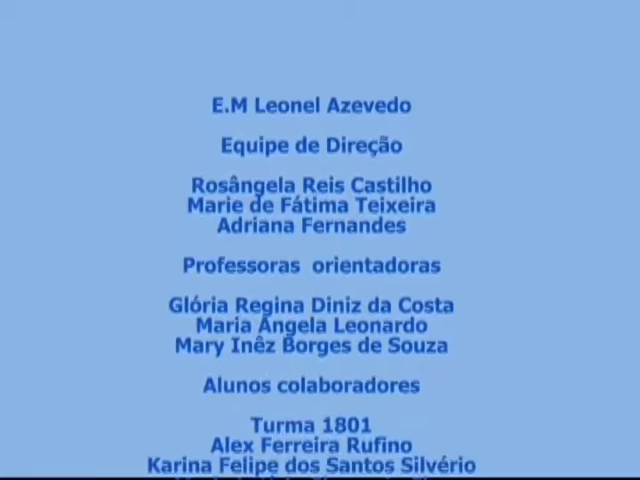 E.M Leonel Azevedo
Equipe de Direção
Rosângela Reis Castilho
Marie de Fátima Teixeira
Adriana Fernandes
Professoras  orientadoras
Glória Regina Diniz da Costa
Maria Ângela Leonardo
Mary Inêz Borges de Souza
Alunos colaboradores
Turma 1801
Alex Ferreira Rufino
Karina Felipe dos Santos Silvério